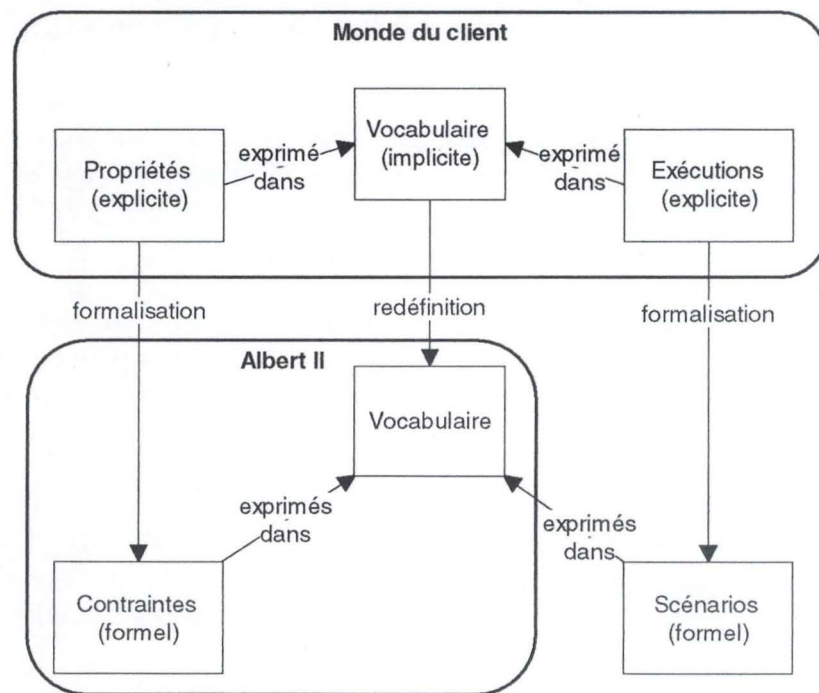 Monde du client
Vocabulaire
(implicite)
Propriétés
(explicite)
exprimé
dans
exprimé
dans
Exécutions
(explicite)
formalisation
redéfinition
formalisation
Albert II
Vocabulaire
exprimés
dans
exprimés
dans
Contraintes
(formel)
Scénarios
(formel)